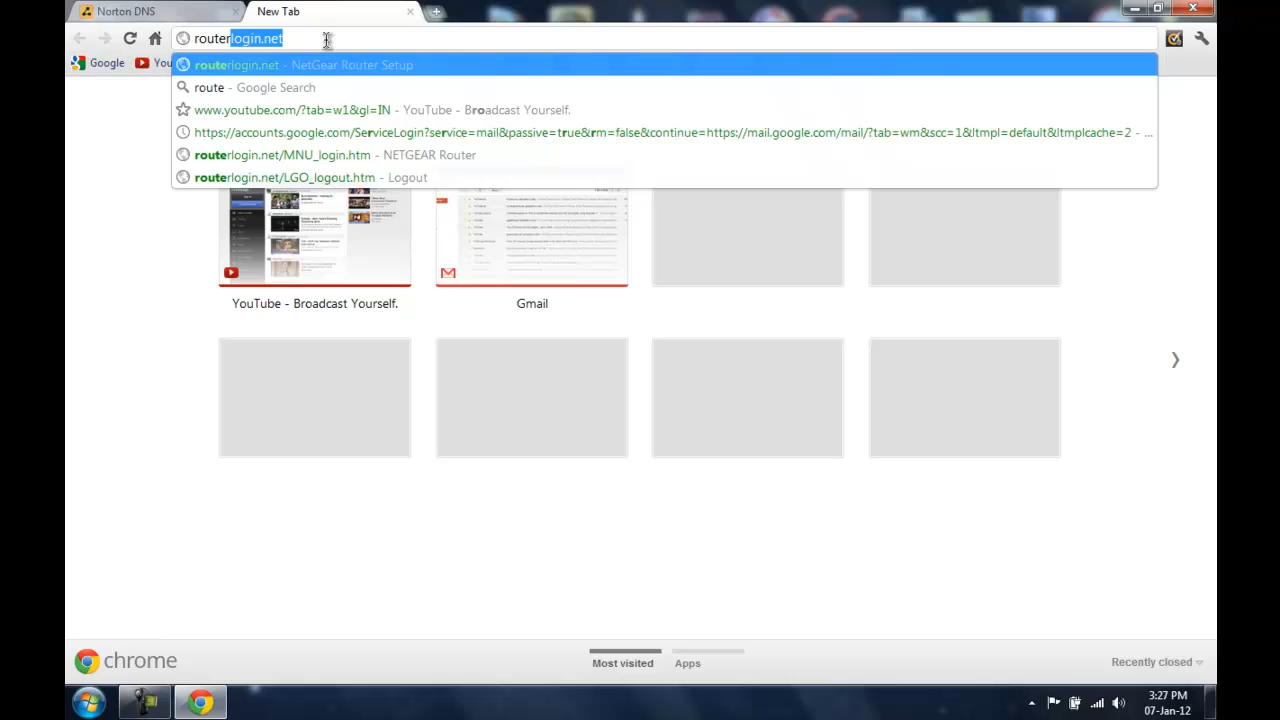 Norton DNS
New Tab
routerlogin.net
Google
You
routerlogin.net - NetGear Router Setup
route - Google Search
www.youtube.com/?tab=w1&gl=IN - YouTube - Broadcast Yourself.
https://accounts.google.com/ServiceLogin?service=mail&passive=true&rm=false&continue=https://mail.google.com/mail/?tab=wm&scc=1&ltmpl=default&ltmplcache=2 - ...
routerlogin.net/MNU_login.htm - NETGEAR Router
routerlogin.net/LGO_logout.htm - Logout
YouTube - Broadcast Yourself.
Gmail
chrome
Most visited
Apps
Recently closed
3:27 PM
07-Jan-12